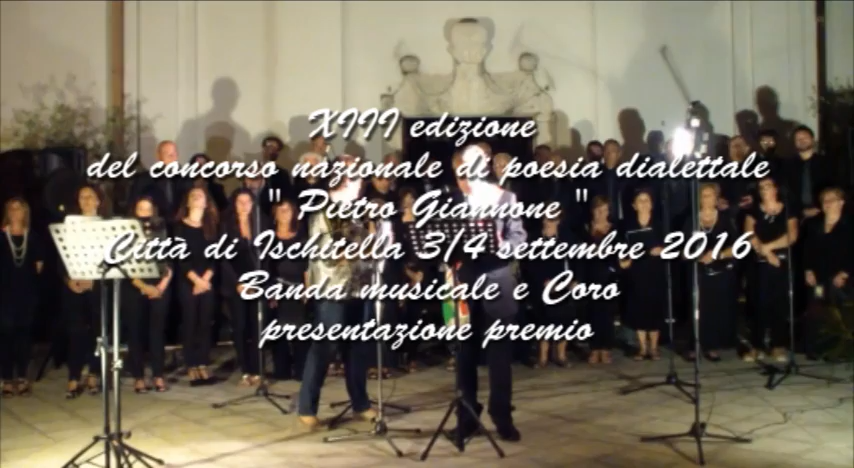 XIII edizione
del concorso nazionale di poesia dialettale
" Pietro Giannone "
Città di Ischitella 3/4 settembre 2016
Banda musicale e Coro
presentazione premio